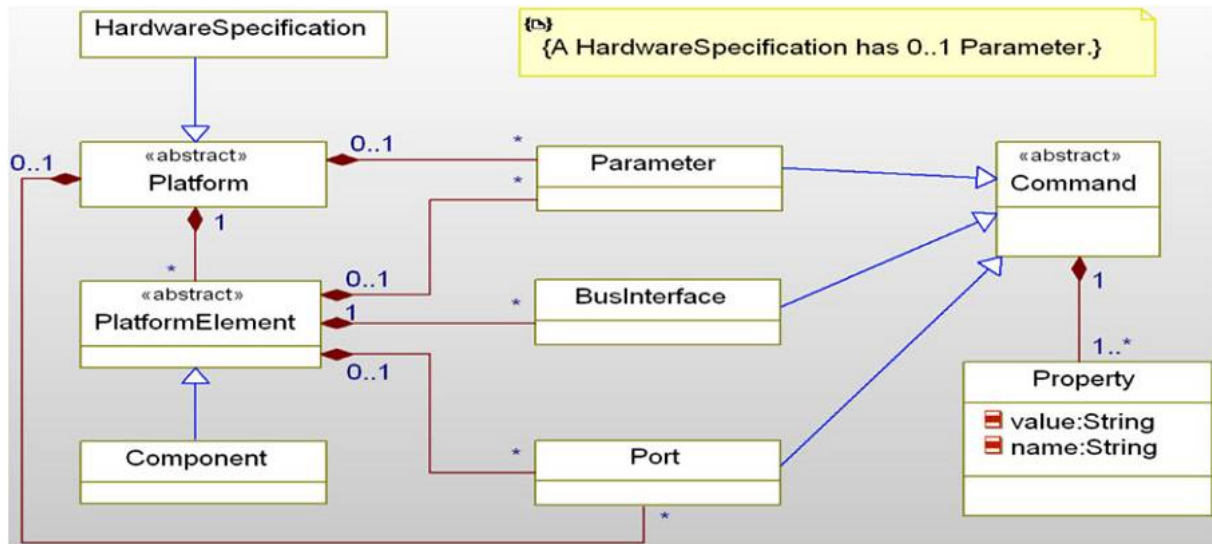 HardwareSpecification
{A HardwareSpecification has 0..1 Parameter.}
«abstract»
Platform
0..1
0..1
*
1
*
Parameter
*
«abstract»
Command
«abstract»
PlatformElement
0..1
1
*
0..1
BusInterface
1
1..*
Component
*
Port
*
Property
value:String
name:String